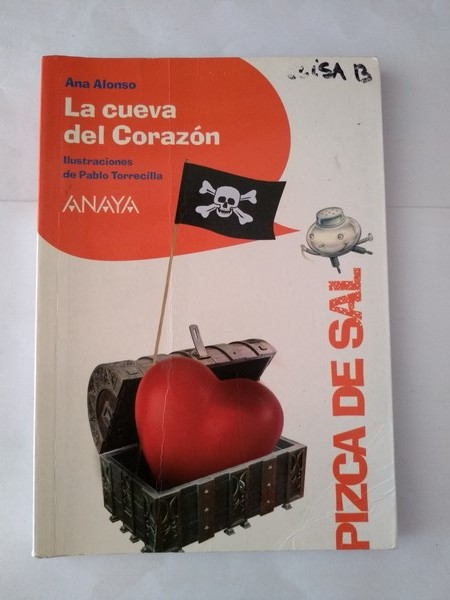 Ana Alonso
La cueva
del Corazón
Ilustraciones
de Pablo Torrecilla
ANAYA
PIZCA DE SAL